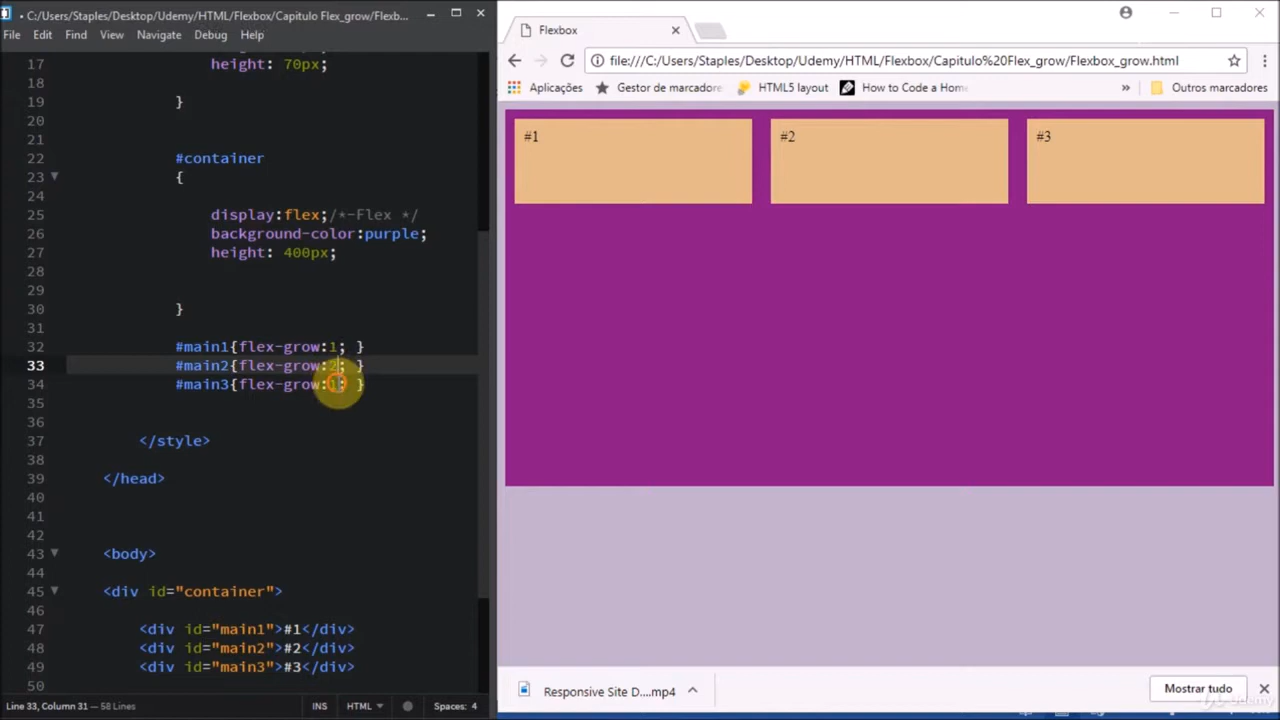 C:/Users/Staples/Desktop/Udemy/HTML/Flexbox/Capitulo Flex_grow/Flexb...
File Edit Find View Navigate Debug Help
17 height: 70px;
18
19 }
20
21
22 #container
23 {
24
25 display:flex;/*-Flex */
26 background-color:purple;
27 height: 400px;
28
29
30 }
31
32 #main1{flex-grow:1; }
33 #main2{flex-grow:2; }
34 #main3{flex-grow:1; }
35
36
37 </style>
38
39 </head>
40
41
42
43 <body>
44
45 <div id="container">
46
47 <div id="main1">#1</div>
48 <div id="main2">#2</div>
49 <div id="main3">#3</div>
50
Line 33, Column 31 — 58 Lines INS HTML Spaces: 4
Flexbox
file:///C:/Users/Staples/Desktop/Udemy/HTML/Flexbox/Capitulo%20Flex_grow/Flexbox_grow.html
Aplicações Gestor de marcadore HTML5 layout How to Code a Home » Outros marcadores
#1 #2 #3
Responsive Site D....mp4 Mostrar tudo
Udemy